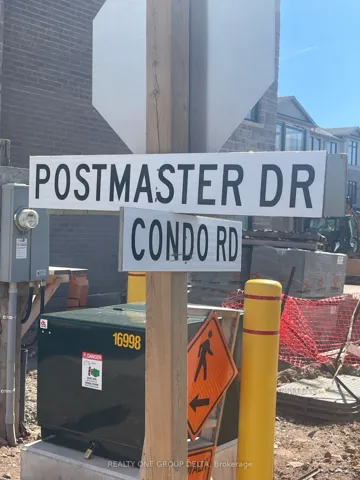 POSTMASTER DR
CONDO RD
16998
DANGER
REALTY ONE GROUP DELTA, Brokerage